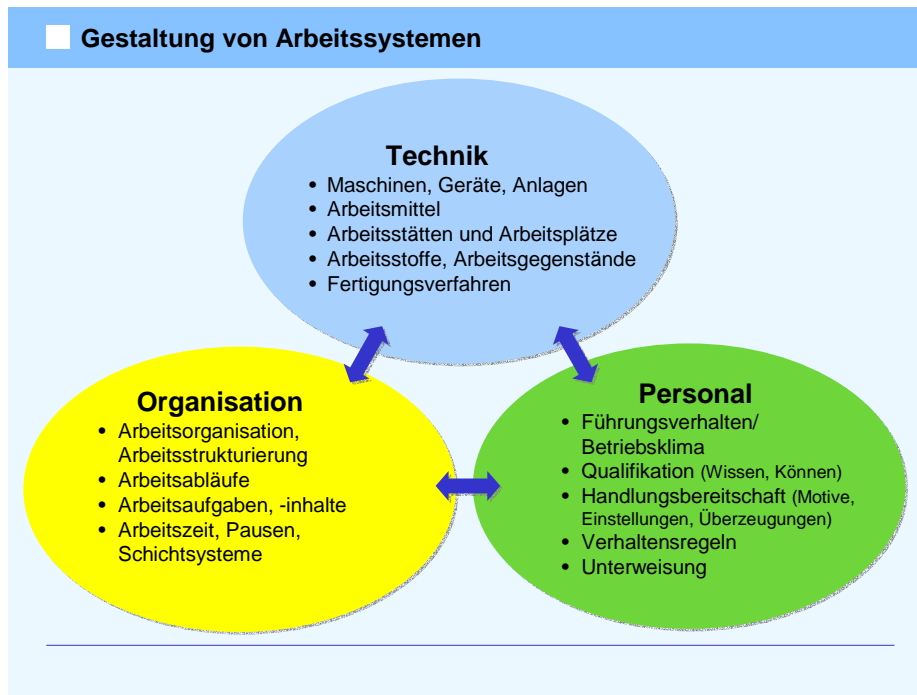 Gestaltung von Arbeitssystemen
Technik
• Maschinen, Geräte, Anlagen
• Arbeitsmittel
• Arbeitsstätten und Arbeitsplätze
• Arbeitsstoffe, Arbeitsgegenstände
• Fertigungsverfahren
Organisation
• Arbeitsorganisation,
Arbeitsstrukturierung
• Arbeitsabläufe
• Arbeitsaufgaben, -inhalte
• Arbeitszeit, Pausen,
Schichtsysteme
Personal
• Führungsverhalten/
Betriebsklima
• Qualifikation (Wissen, Können)
• Handlungsbereitschaft (Motive,
Einstellungen, Überzeugungen)
• Verhaltensregeln
• Unterweisung